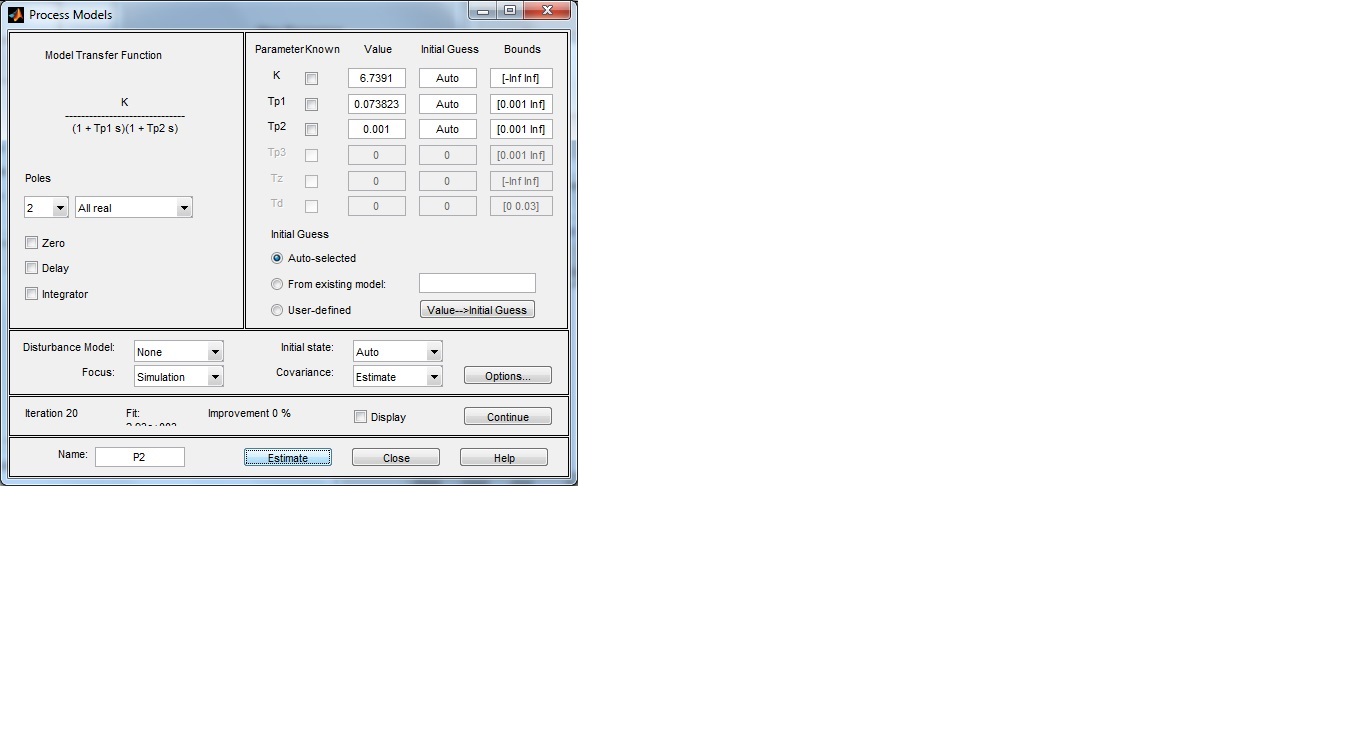 Process Models
Model Transfer Function
K
-------------------------------
(1 + Tp1 s)(1 + Tp2 s)
Poles
2 All real
Zero
Delay
Integrator
Parameter Known Value Initial Guess Bounds
K 6.7391 Auto [-Inf Inf]
Tp1 0.073823 Auto [0.001 Inf]
Tp2 0.001 Auto [0.001 Inf]
Tp3 0 0 [0.001 Inf]
Tz 0 0 [-Inf Inf]
Td 0 0 [0 0.03]
Initial Guess
Auto-selected
From existing model:
User-defined Value-->Initial Guess
Disturbance Model: None Initial state: Auto
Focus: Simulation Covariance: Estimate Options...
Iteration 20 Fit: Improvement 0 % Display Continue
Name: P2 Estimate Close Help